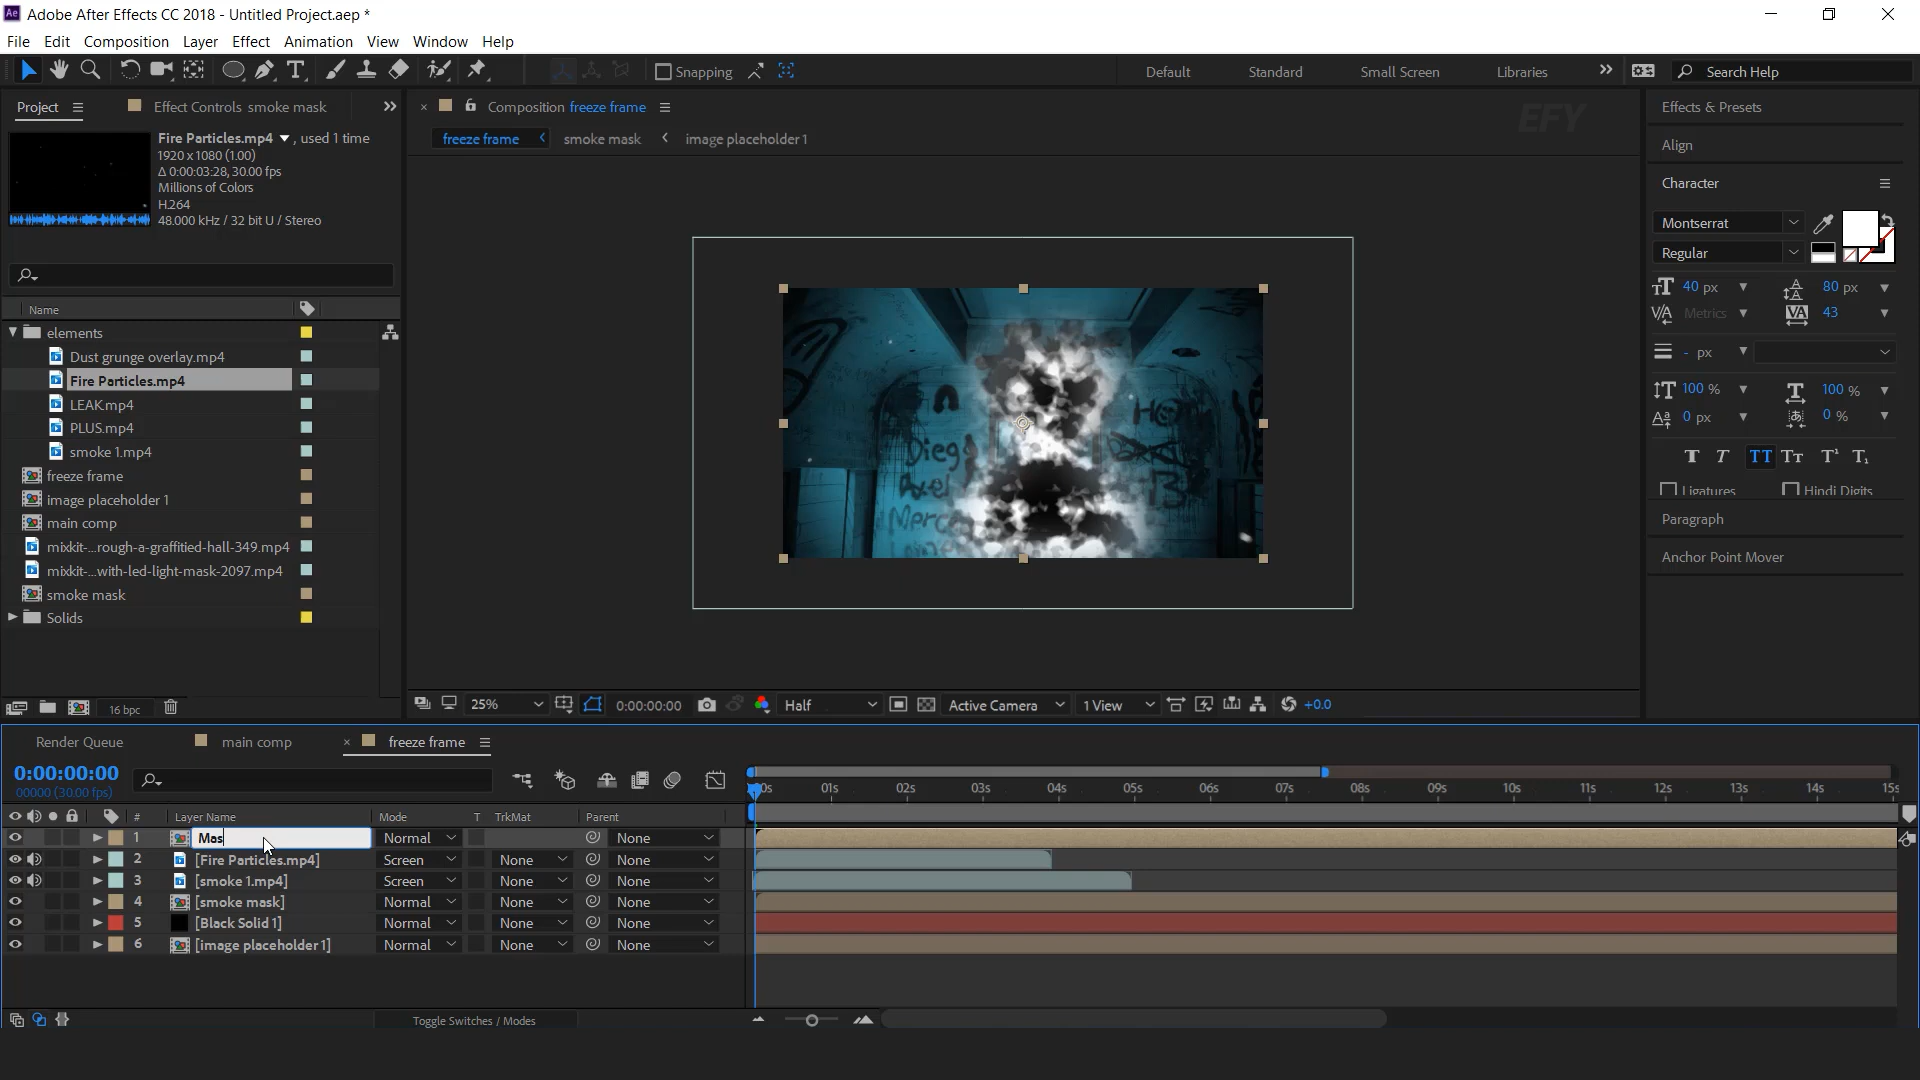 Adobe After Effects CC 2018 - Untitled Project.aep *
File Edit Composition Layer Effect Animation View Window Help
Snapping Default Standard Small Screen Libraries Search Help
Project Effect Controls smoke mask Composition freeze frame EFY Effects & Presets
Fire Particles.mp4 , used 1 time
1920 x 1080 (1.00)
Δ 0:00:03:28, 30.00 fps
Millions of Colors
H.264
48.000 kHz / 32 bit U / Stereo
freeze frame smoke mask image placeholder 1
Align
Character
Montserrat
Regular
40 px 80 px
Metrics 43
- px
100 % 100 %
0 px 0 %
Ligatures Hindi Digits
Paragraph
Anchor Point Mover
Name
elements
Dust grunge overlay.mp4
Fire Particles.mp4
LEAK.mp4
PLUS.mp4
smoke 1.mp4
freeze frame
image placeholder 1
main comp
mixkit-...rough-a-graffitied-hall-349.mp4
mixkit-...with-led-light-mask-2097.mp4
smoke mask
Solids
16 bpc
Diego
25% 0:00:00:00 Half Active Camera 1 View +0.0
Render Queue main comp freeze frame
0:00:00:00
00000 (30.00 fps)
01s 02s 03s 04s 05s 06s 07s 08s 09s 10s 11s 12s 13s 14s 15s
# Layer Name Mode T TrkMat Parent
1 Mas Normal None
2 [Fire Particles.mp4] Screen None None
3 [smoke 1.mp4] Screen None None
4 [smoke mask] Normal None None
5 [Black Solid 1] Normal None None
6 [image placeholder 1] Normal None None
Toggle Switches / Modes